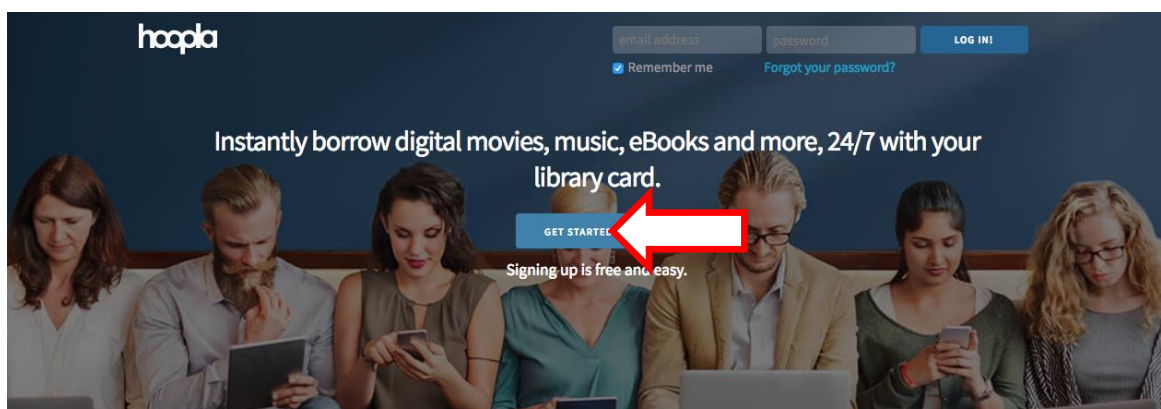 hoopla
email address
password
LOG IN!
Remember me
Forgot your password?
Instantly borrow digital movies, music, eBooks and more, 24/7 with your
library card.
GET STARTED
Signing up is free and easy.